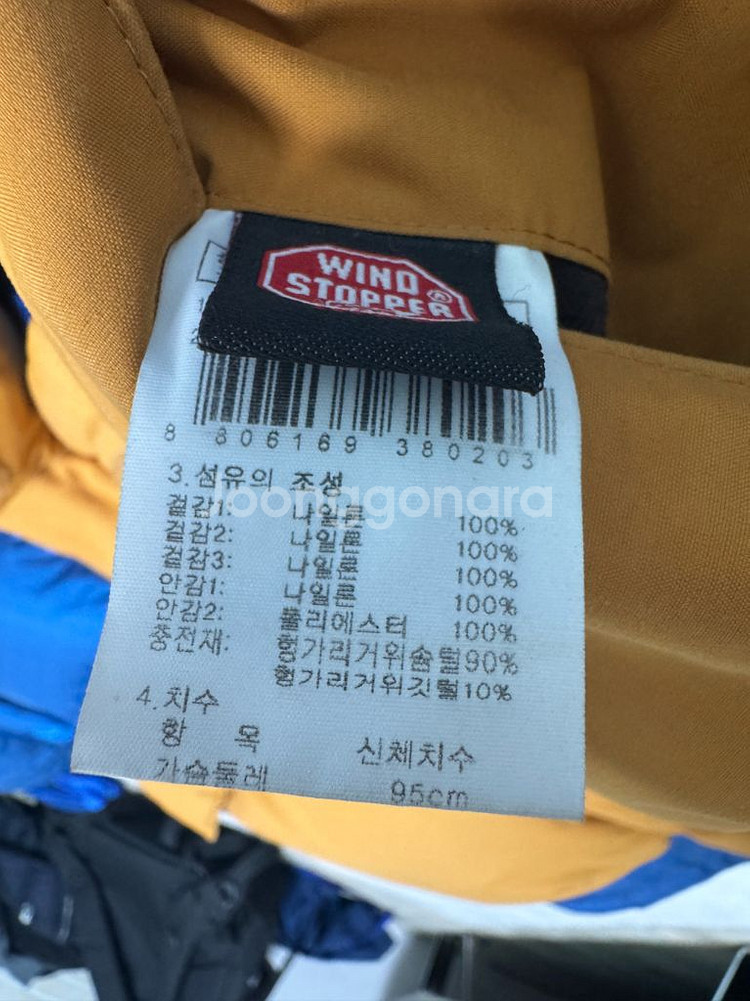 WIND
STOPPER®
8 806169 380203
3. 섬유의 조성
joonggonara
겉감1: 나일론 100%
겉감2: 나일론 100%
겉감3: 나일론 100%
안감1: 나일론 100%
안감2: 폴리에스터 100%
충전재: 헝가리거위솜털90%
헝가리거위깃털10%
4. 치수
항 목 신체치수
가슴둘레 95cm